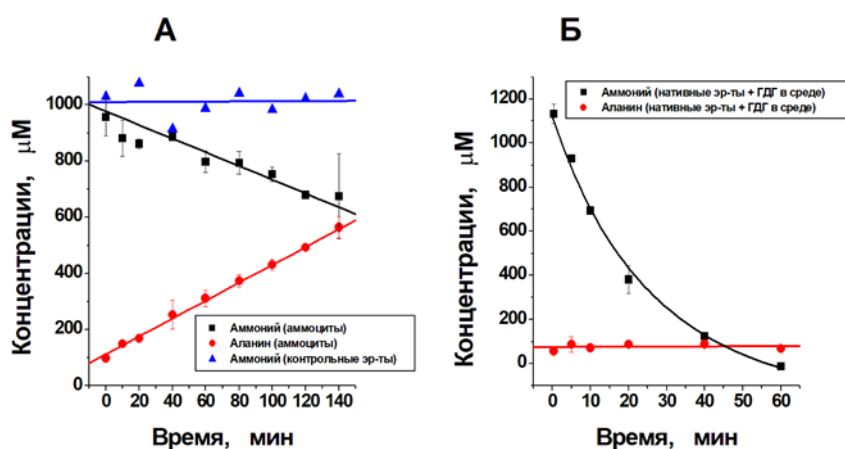 А
Концентрации, μM
1000
800
600
400
200
0
Аммоний (аммоциты)
Аланин (аммоциты)
Аммоний (контрольные эр-ты)
0 20 40 60 80 100 120 140
Время, мин
Б
Концентрации, μM
1200
1000
800
600
400
200
0
Аммоний (нативные эр-ты + ГДГ в среде)
Аланин (нативные эр-ты + ГДГ в среде)
0 10 20 30 40 50 60
Время, мин